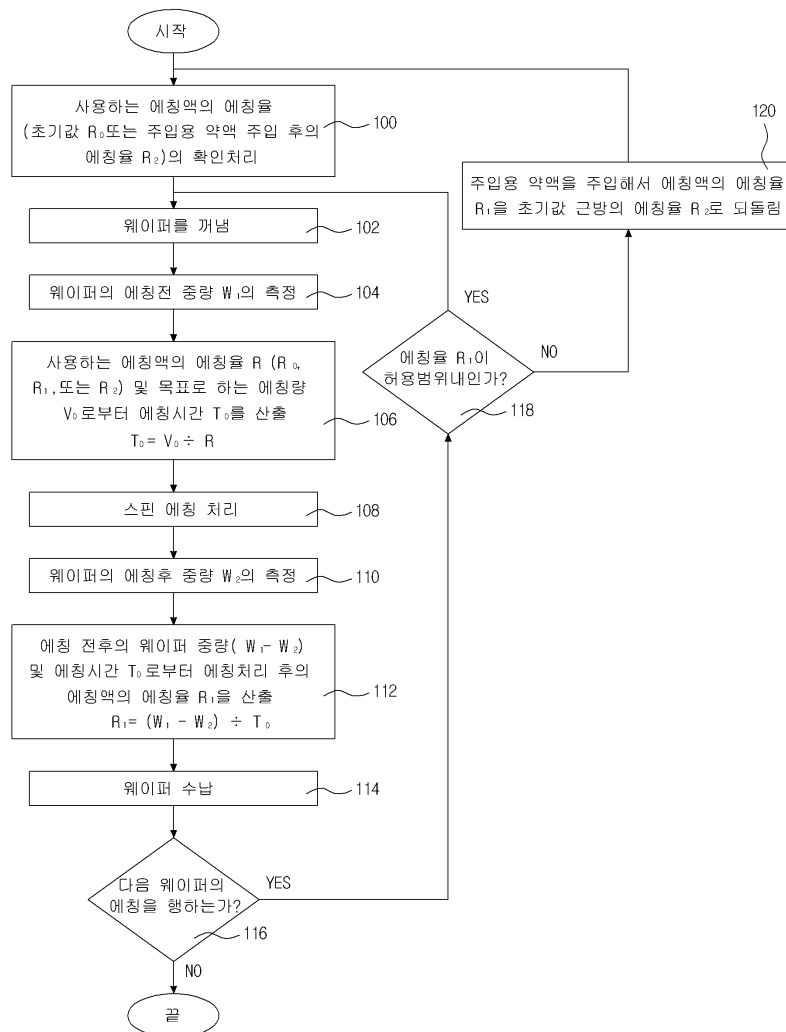 시작
사용하는 에칭액의 에칭율
(초기값 R₀또는 주입용 약액 주입 후의
에칭율 R₂)의 확인처리
100
웨이퍼를 꺼냄
102
웨이퍼의 에칭전 중량 W₁의 측정
104
사용하는 에칭액의 에칭율 R (R₀,
R₁,또는 R₂) 및 목표로 하는 에칭량
V₀로부터 에칭시간 T₀를 산출
T₀= V₀ ÷ R
106
스핀 에칭 처리
108
웨이퍼의 에칭후 중량 W₂의 측정
110
에칭 전후의 웨이퍼 중량( W₁- W₂)
및 에칭시간 T₀로부터 에칭처리 후의
에칭액의 에칭율 R₁을 산출
R₁= (W₁ - W₂) ÷ T₀
112
웨이퍼 수납
114
다음 웨이퍼의
에칭을 행하는가?
116
YES
NO
끝
에칭율 R₁이
허용범위내인가?
118
YES
NO
120
주입용 약액을 주입해서 에칭액의 에칭율
R₁을 초기값 근방의 에칭율 R₂로 되돌림